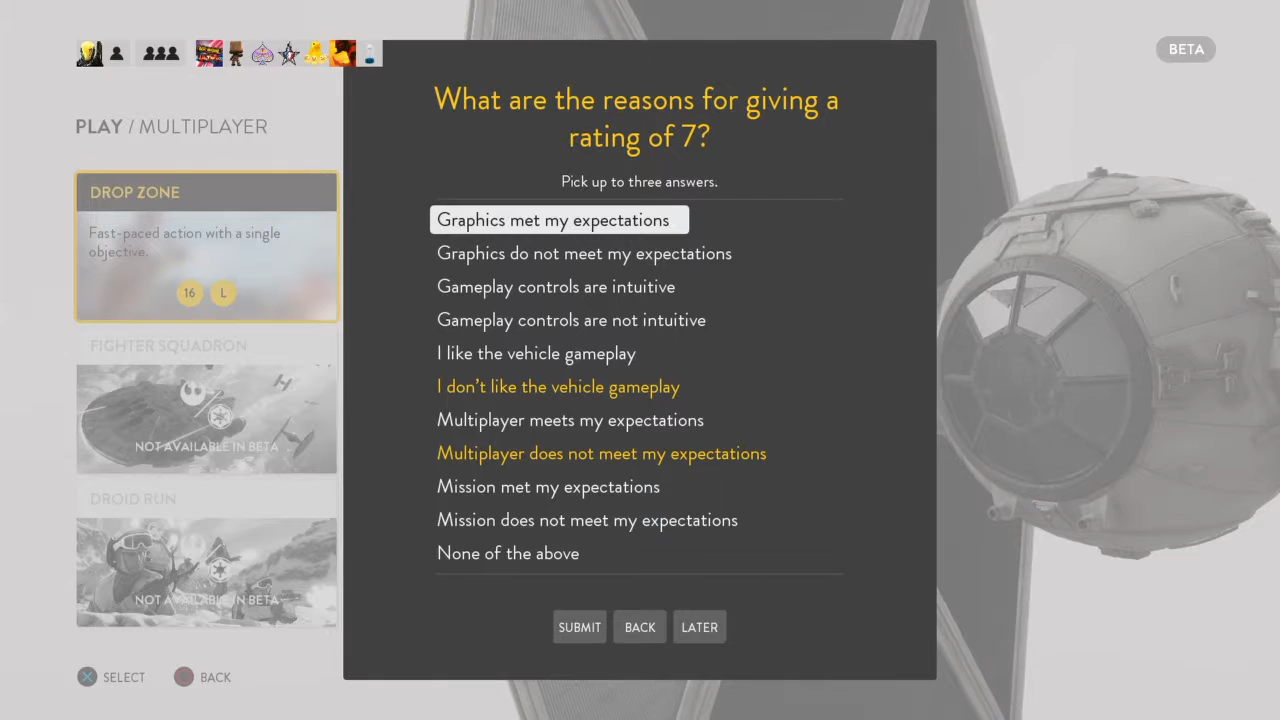 BETA
PLAY / MULTIPLAYER
DROP ZONE
Fast-paced action with a single
objective.
16 L
FIGHTER SQUADRON
NOT AVAILABLE IN BETA
DROID RUN
NOT AVAILABLE IN BETA
SELECT BACK
What are the reasons for giving a
rating of 7?
Pick up to three answers.
Graphics met my expectations
Graphics do not meet my expectations
Gameplay controls are intuitive
Gameplay controls are not intuitive
I like the vehicle gameplay
I don't like the vehicle gameplay
Multiplayer meets my expectations
Multiplayer does not meet my expectations
Mission met my expectations
Mission does not meet my expectations
None of the above
SUBMIT BACK LATER